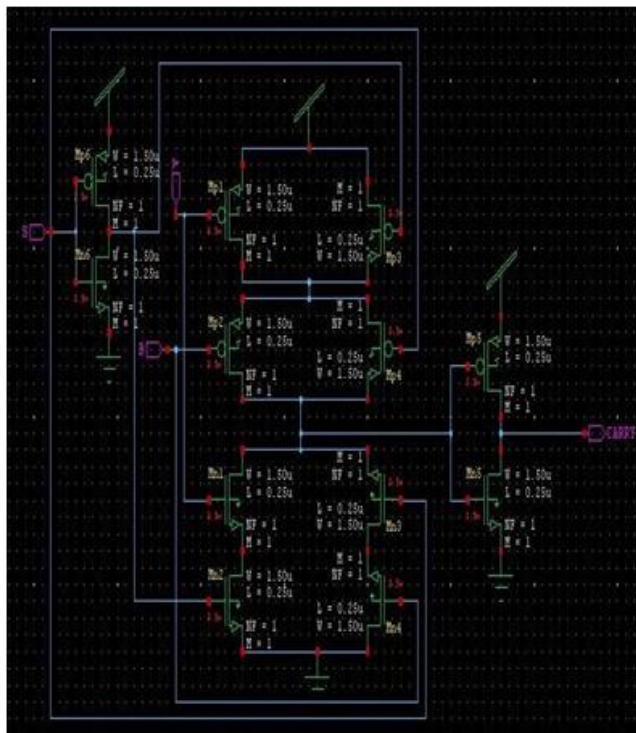 Mp6
W = 1.50u
L = 0.25u
NF = 1
M = 1
Mn6
W = 1.50u
L = 0.25u
NF = 1
M = 1
S
Mp1
W = 1.50u
L = 0.25u
NF = 1
M = 1
M = 1
NF = 1
L = 0.25u
W = 1.50u
Mp3
Mp2
W = 1.50u
L = 0.25u
NF = 1
M = 1
M = 1
NF = 1
L = 0.25u
W = 1.50u
Mp4
Mn1
W = 1.50u
L = 0.25u
NF = 1
M = 1
M = 1
NF = 1
L = 0.25u
W = 1.50u
Mn3
Mn2
W = 1.50u
L = 0.25u
NF = 1
M = 1
M = 1
NF = 1
L = 0.25u
W = 1.50u
Mn4
Mp5
W = 1.50u
L = 0.25u
NF = 1
M = 1
CARRY
Mn5
W = 1.50u
L = 0.25u
NF = 1
M = 1